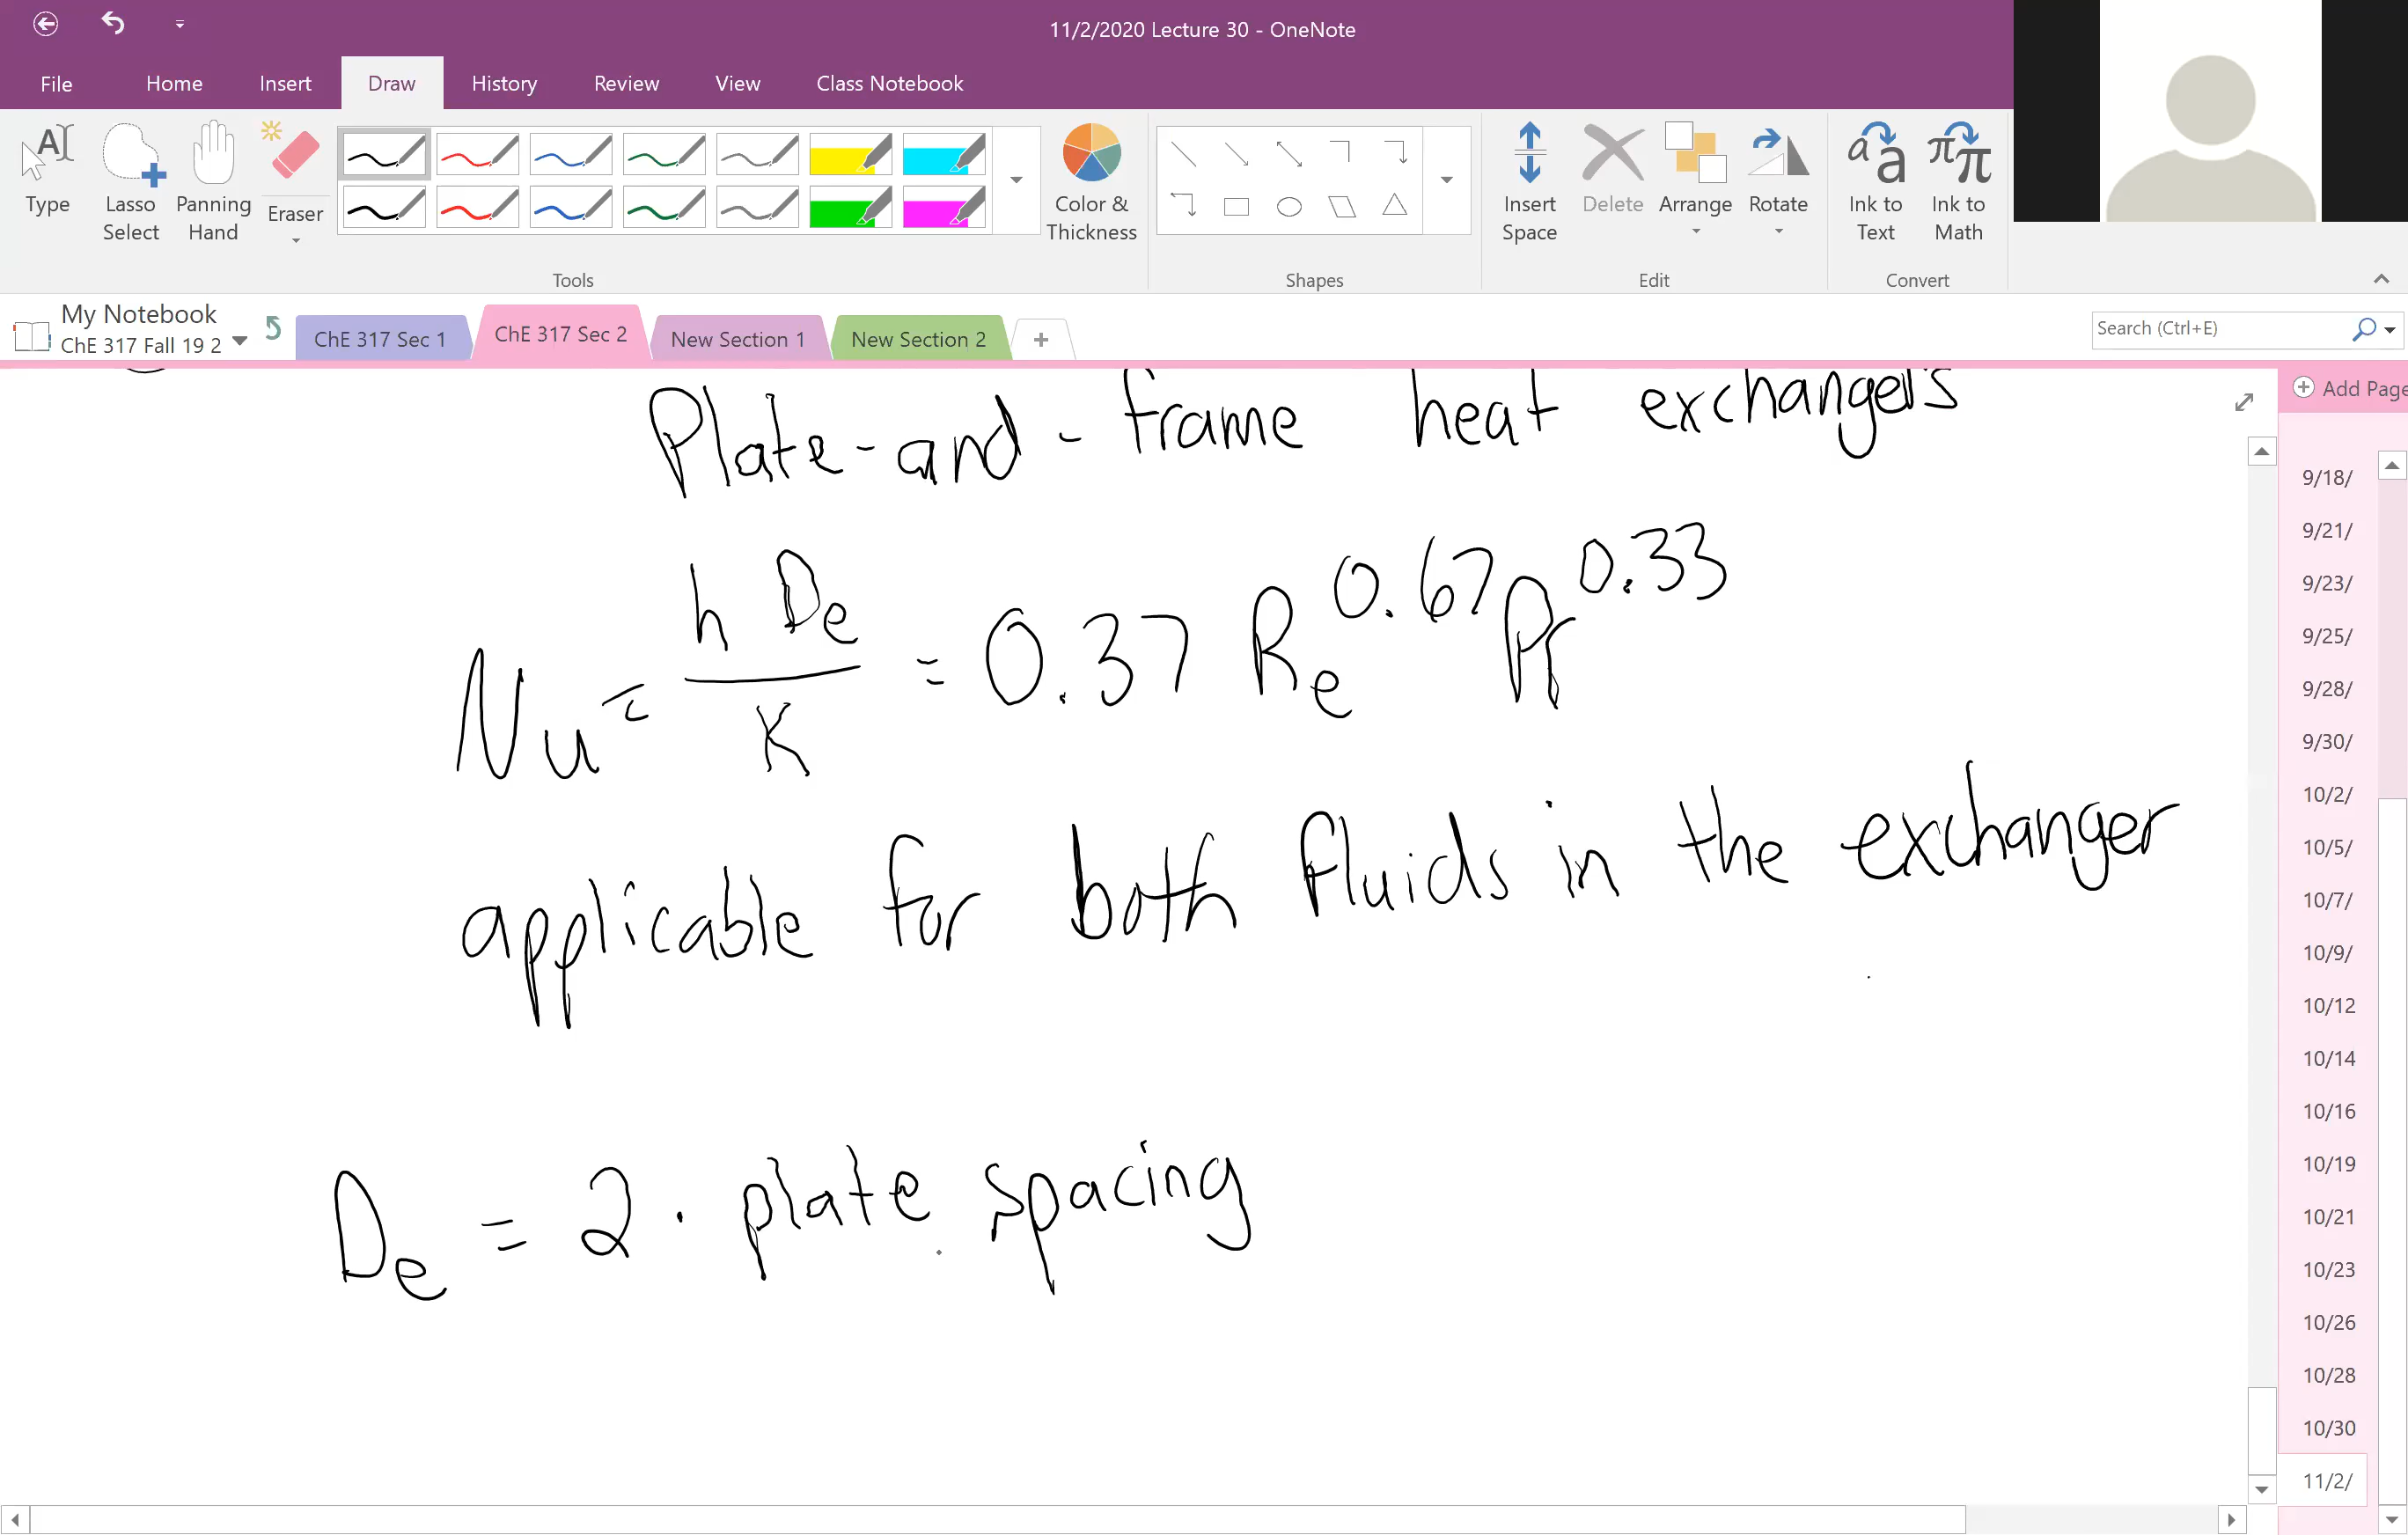 11/2/2020 Lecture 30 - OneNote
File Home Insert Draw History Review View Class Notebook
Type Lasso Select Panning Hand Eraser Color & Thickness Insert Space Delete Arrange Rotate Ink to Text Ink to Math
Tools Shapes Edit Convert
My Notebook
ChE 317 Fall 19 2
ChE 317 Sec 1 ChE 317 Sec 2 New Section 1 New Section 2 +
Search (Ctrl+E)
Add Page
Plate-and-frame heat exchangers
Nu = h De / K = 0.37 Re^0.67 Pr^0.33
applicable for both fluids in the exchanger
De = 2 · plate spacing
9/18/
9/21/
9/23/
9/25/
9/28/
9/30/
10/2/
10/5/
10/7/
10/9/
10/12
10/14
10/16
10/19
10/21
10/23
10/26
10/28
10/30
11/2/